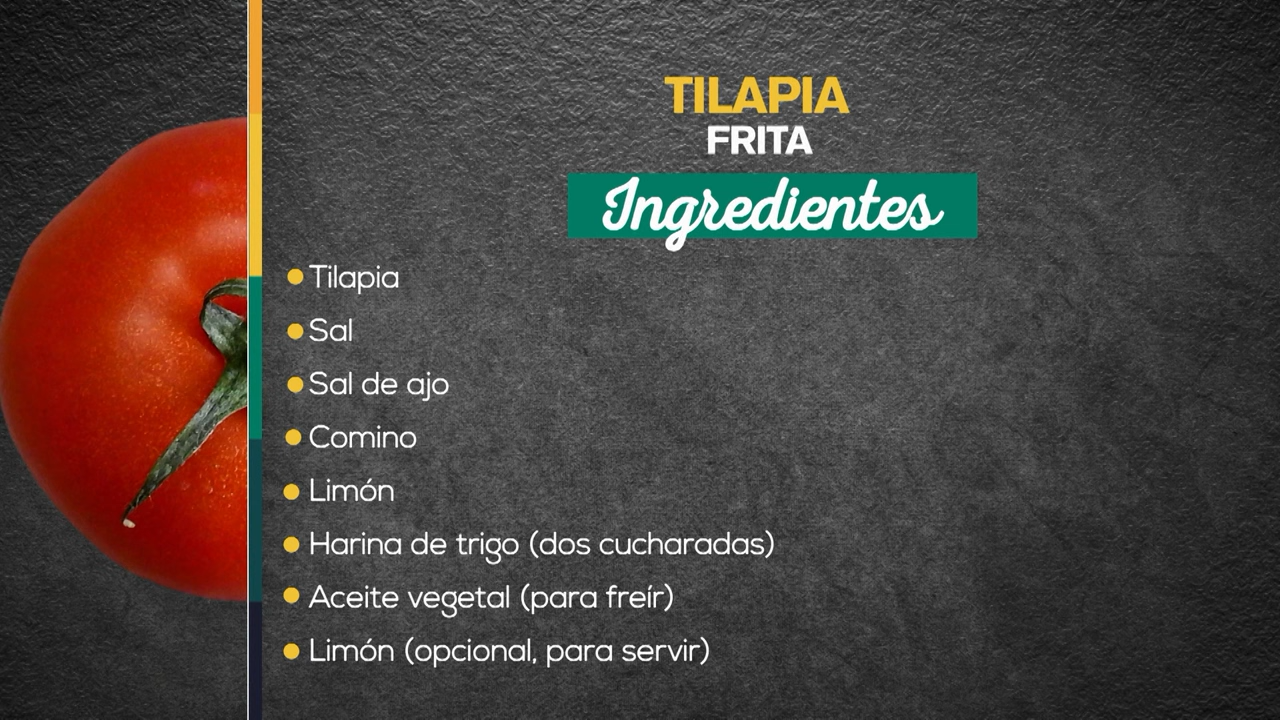 TILAPIA
FRITA
Ingredientes
Tilapia
Sal
Sal de ajo
Comino
Limón
Harina de trigo (dos cucharadas)
Aceite vegetal (para freír)
Limón (opcional, para servir)